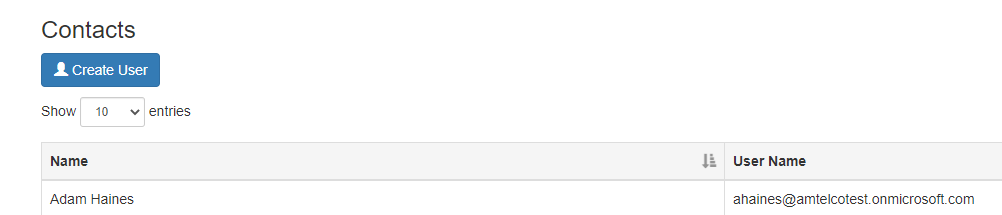 Contacts
Create User
Show 10 entries
Name User Name
Adam Haines ahaines@amtelcotest.onmicrosoft.com